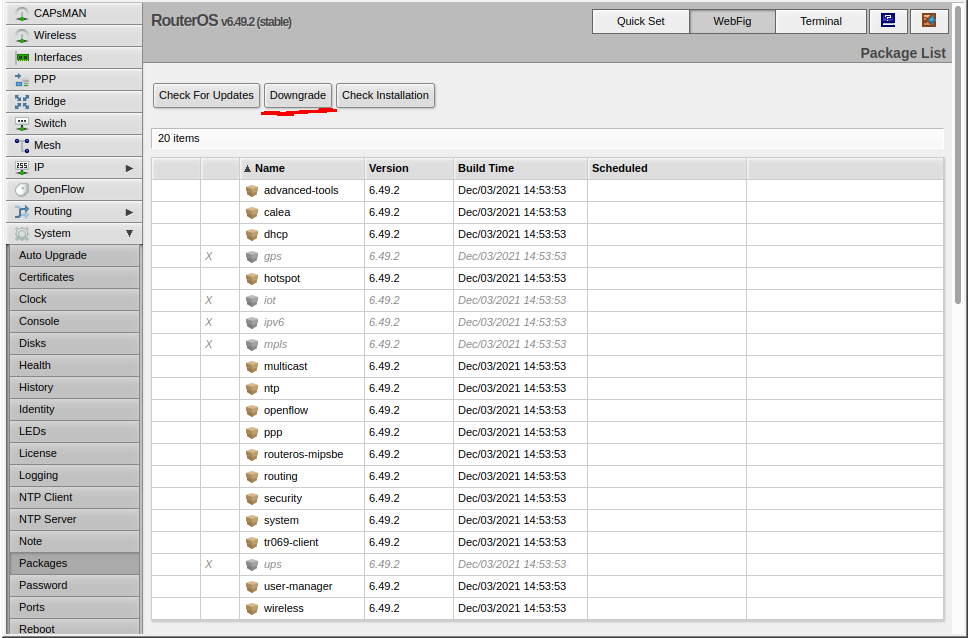 CAPsMAN
Wireless
Interfaces
PPP
Bridge
Switch
Mesh
255 IP
OpenFlow
Routing
System
Auto Upgrade
Certificates
Clock
Console
Disks
Health
History
Identity
LEDs
License
Logging
NTP Client
NTP Server
Note
Packages
Password
Ports
Reboot
RouterOS v6.49.2 (stable)
Quick Set WebFig Terminal
Package List
Check For Updates Downgrade Check Installation
20 items
▲ Name Version Build Time Scheduled
advanced-tools 6.49.2 Dec/03/2021 14:53:53
calea 6.49.2 Dec/03/2021 14:53:53
dhcp 6.49.2 Dec/03/2021 14:53:53
X gps 6.49.2 Dec/03/2021 14:53:53
hotspot 6.49.2 Dec/03/2021 14:53:53
X iot 6.49.2 Dec/03/2021 14:53:53
X ipv6 6.49.2 Dec/03/2021 14:53:53
X mpls 6.49.2 Dec/03/2021 14:53:53
multicast 6.49.2 Dec/03/2021 14:53:53
ntp 6.49.2 Dec/03/2021 14:53:53
openflow 6.49.2 Dec/03/2021 14:53:53
ppp 6.49.2 Dec/03/2021 14:53:53
routeros-mipsbe 6.49.2 Dec/03/2021 14:53:53
routing 6.49.2 Dec/03/2021 14:53:53
security 6.49.2 Dec/03/2021 14:53:53
system 6.49.2 Dec/03/2021 14:53:53
tr069-client 6.49.2 Dec/03/2021 14:53:53
X ups 6.49.2 Dec/03/2021 14:53:53
user-manager 6.49.2 Dec/03/2021 14:53:53
wireless 6.49.2 Dec/03/2021 14:53:53